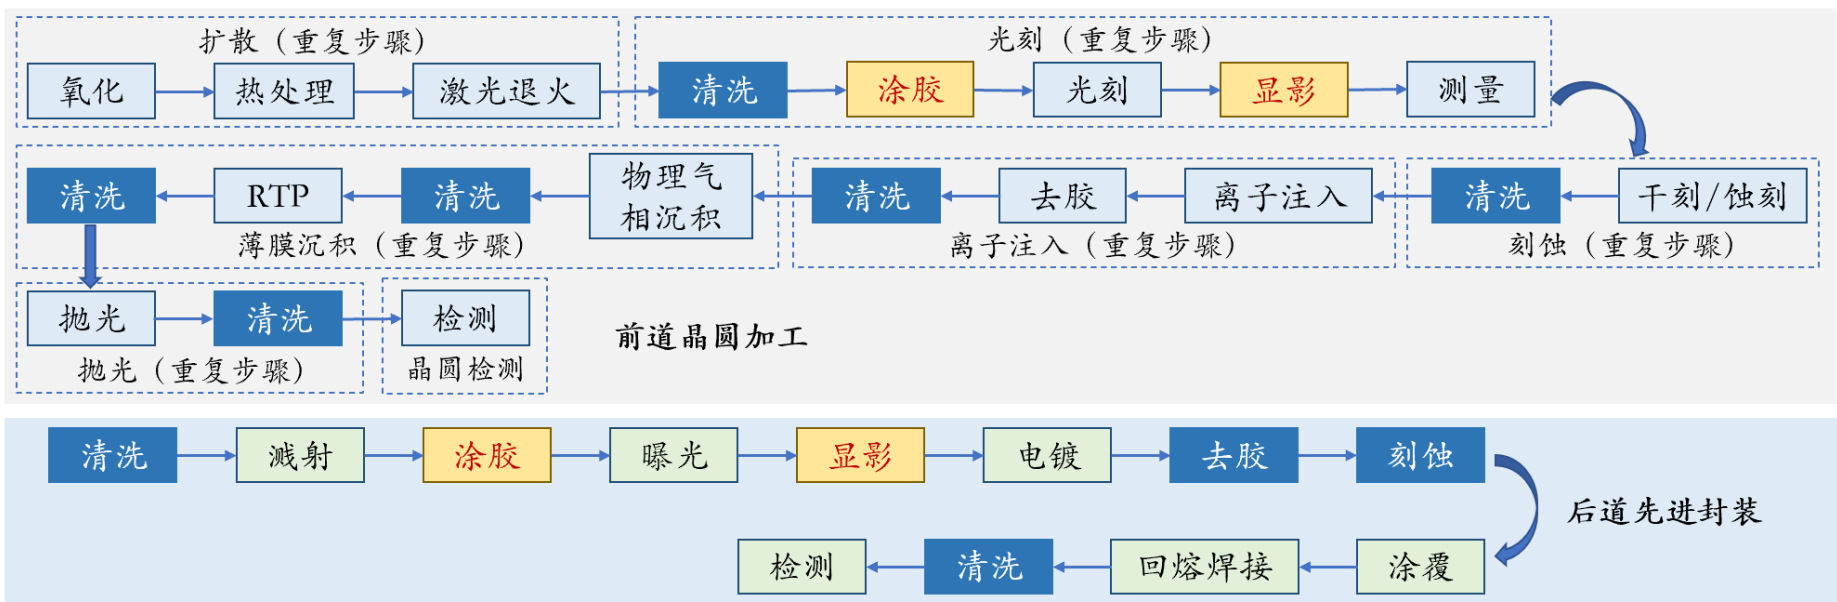 扩散（重复步骤）
氧化
热处理
激光退火
光刻（重复步骤）
清洗
涂胶
光刻
显影
测量
干刻/蚀刻
清洗
刻蚀（重复步骤）
离子注入
去胶
清洗
离子注入（重复步骤）
物理气
相沉积
清洗
RTP
清洗
薄膜沉积（重复步骤）
抛光
清洗
抛光（重复步骤）
检测
晶圆检测
前道晶圆加工
清洗
溅射
涂胶
曝光
显影
电镀
去胶
刻蚀
涂覆
回熔焊接
清洗
检测
后道先进封装